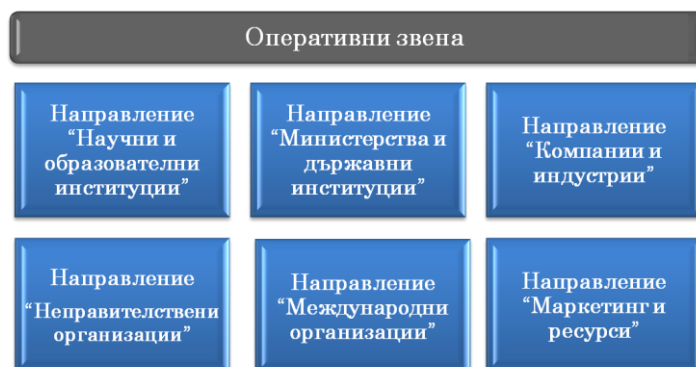 Оперативни звена
Направление
“Научни и
образователни
институции”
Направление
“Министерства и
държавни
институции”
Направление
“Компании и
индустрии”
Направление
“Неправителствени
организации”
Направление
“Международни
организации”
Направление
“Маркетинг и
ресурси”